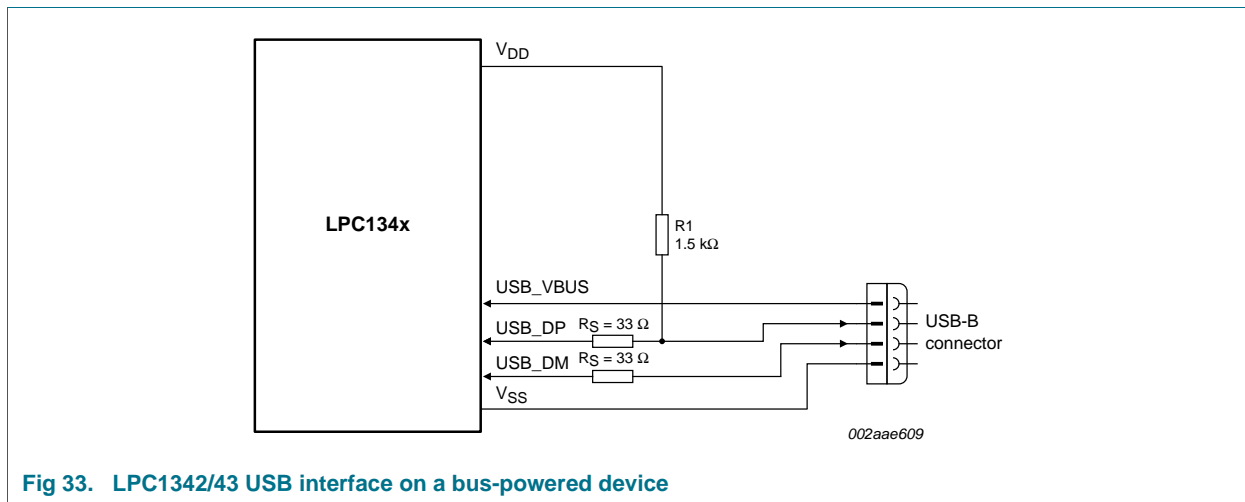 V_DD
LPC134x
R1
1.5 kΩ
USB_VBUS
USB_DP
R_S = 33 Ω
USB-B
connector
USB_DM
R_S = 33 Ω
V_SS
002aae609
Fig 33. LPC1342/43 USB interface on a bus-powered device